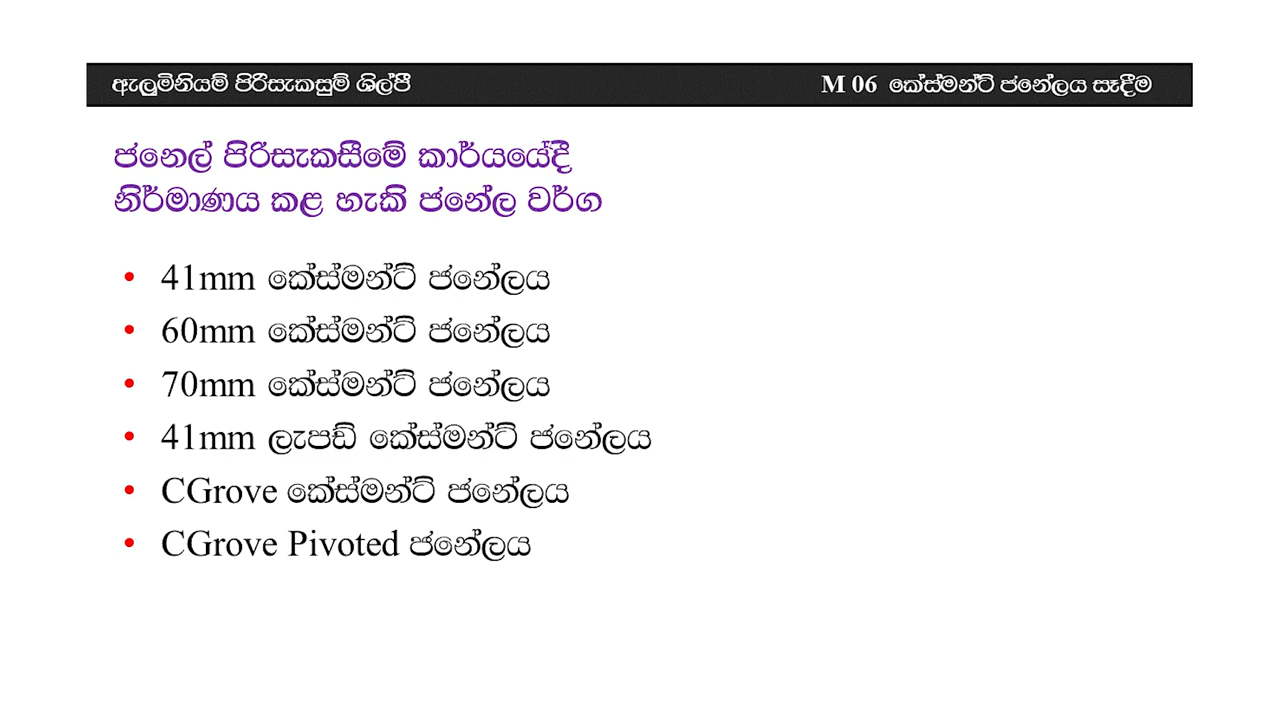 ඇලුමිනියම් පිරිසැකසුම් ශිල්පී
M 06 කේස්මන්ට් ජනේලය සෑදීම
ජනෙල් පිරිසැකසීමේ කාර්යයේදී
නිර්මාණය කළ හැකි ජනේල වර්ග
• 41mm කේස්මන්ට් ජනේලය
• 60mm කේස්මන්ට් ජනේලය
• 70mm කේස්මන්ට් ජනේලය
• 41mm ලැපඩ් කේස්මන්ට් ජනේලය
• CGrove කේස්මන්ට් ජනේලය
• CGrove Pivoted ජනේලය